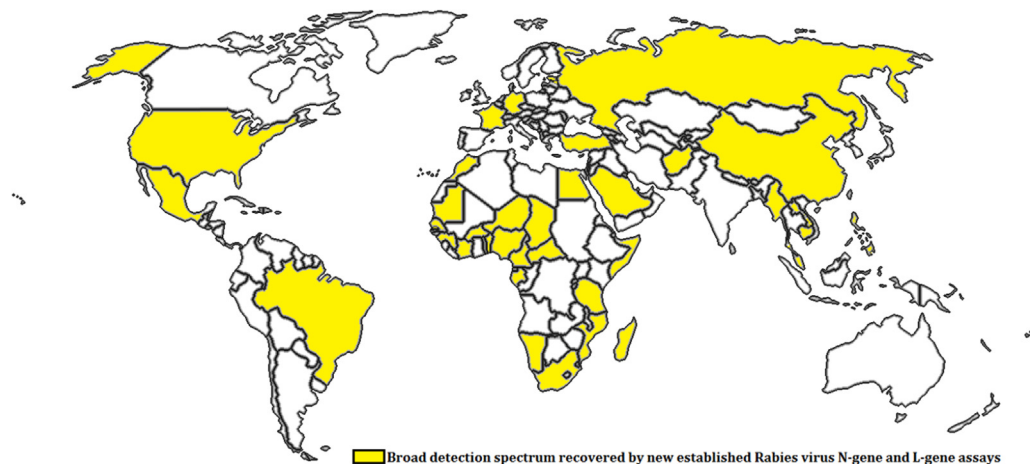 Broad detection spectrum recovered by new established Rabies virus N-gene and L-gene assays